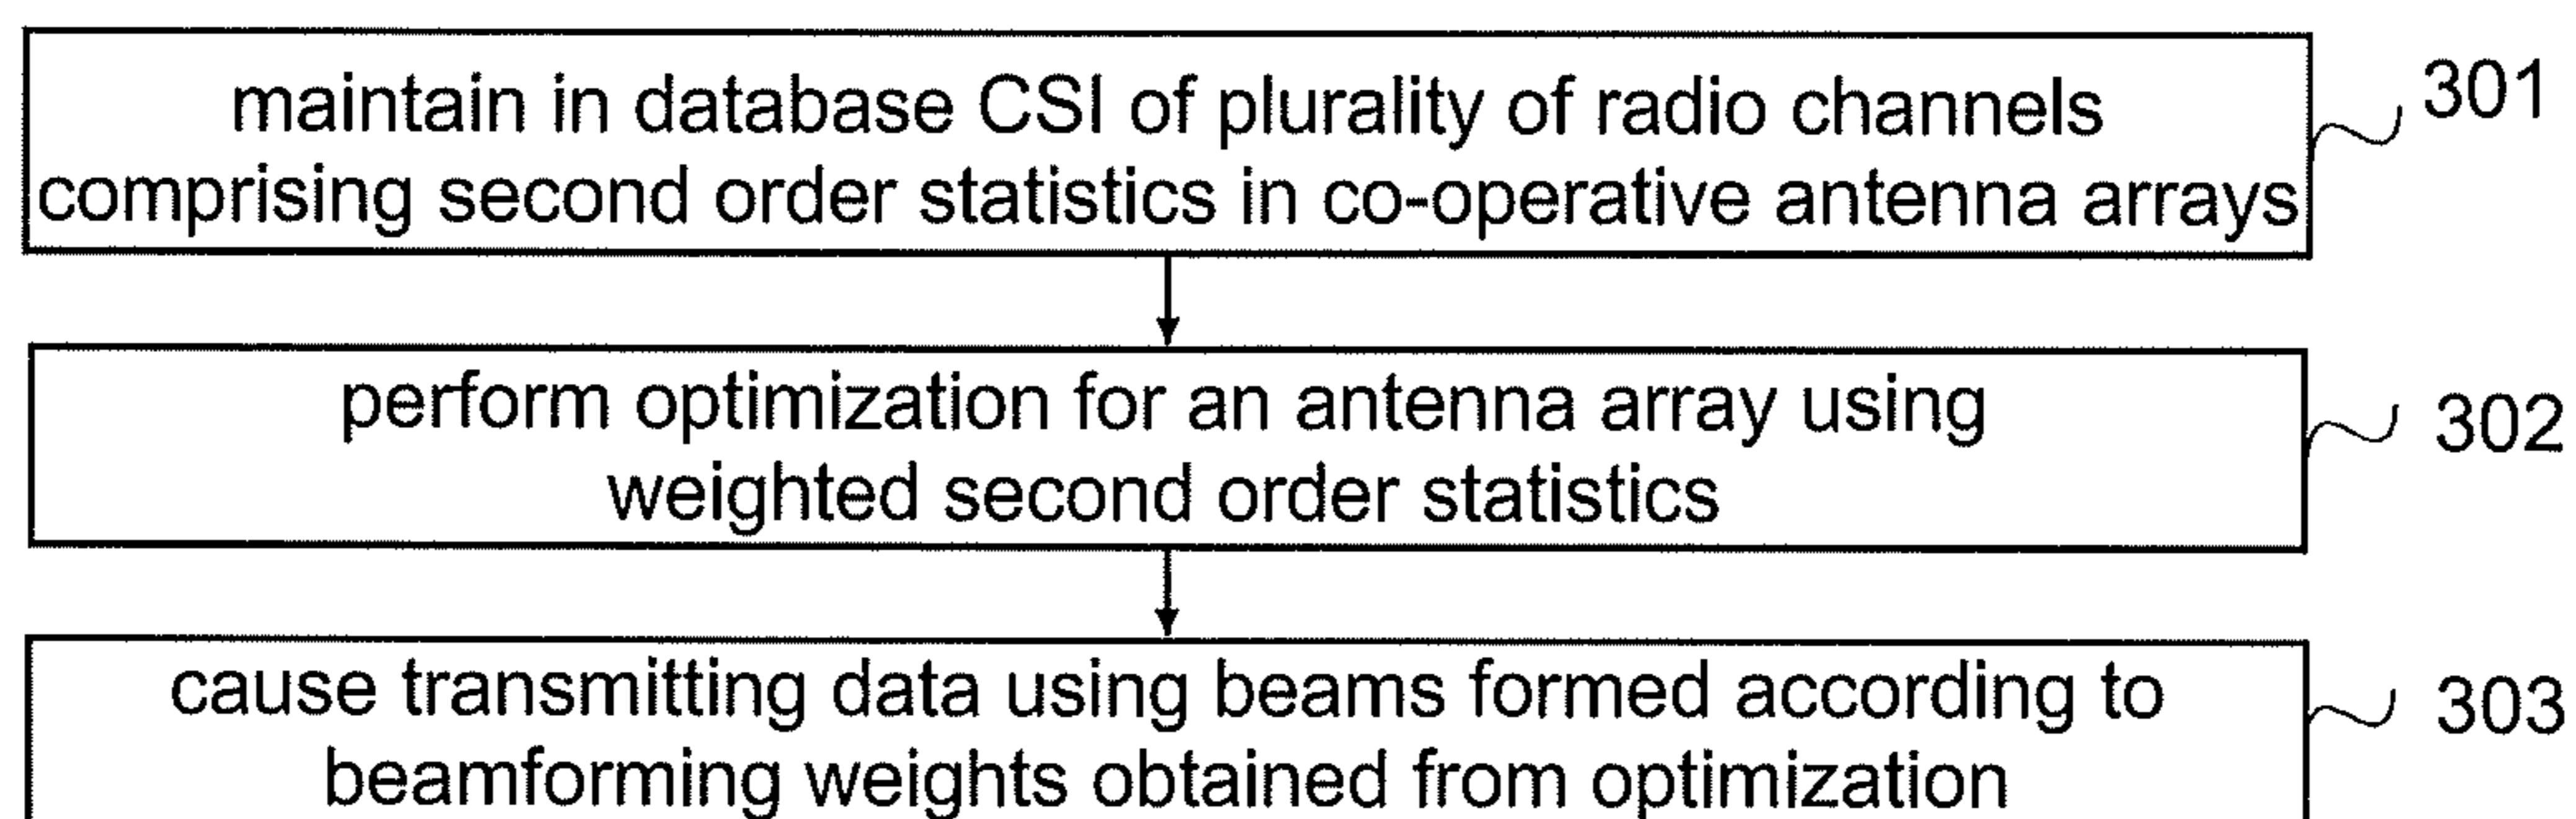 maintain in database CSI of plurality of radio channels
comprising second order statistics in co-operative antenna arrays
301
perform optimization for an antenna array using
weighted second order statistics
302
cause transmitting data using beams formed according to
beamforming weights obtained from optimization
303